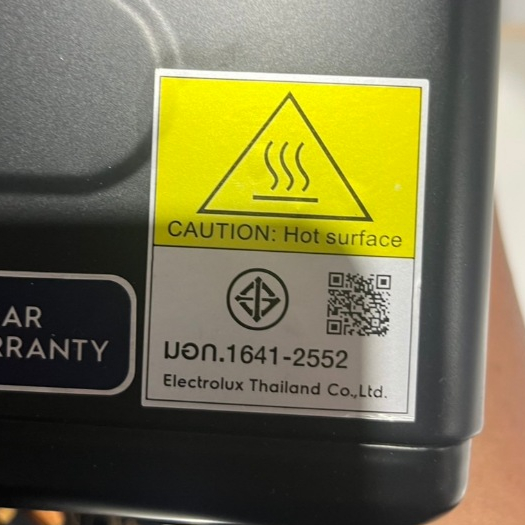 CAUTION: Hot surface
AR
RRANTY
มอก.1641-2552
Electrolux Thailand Co.,Ltd.